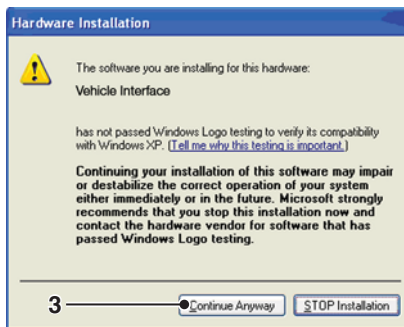 Hardware Installation
The software you are installing for this hardware:
Vehicle Interface
has not passed Windows Logo testing to verify its compatibility
with Windows XP. (Tell me why this testing is important.)
Continuing your installation of this software may impair
or destabilize the correct operation of your system
either immediately or in the future. Microsoft strongly
recommends that you stop this installation now and
contact the hardware vendor for software that has
passed Windows Logo testing.
3
Continue Anyway STOP Installation